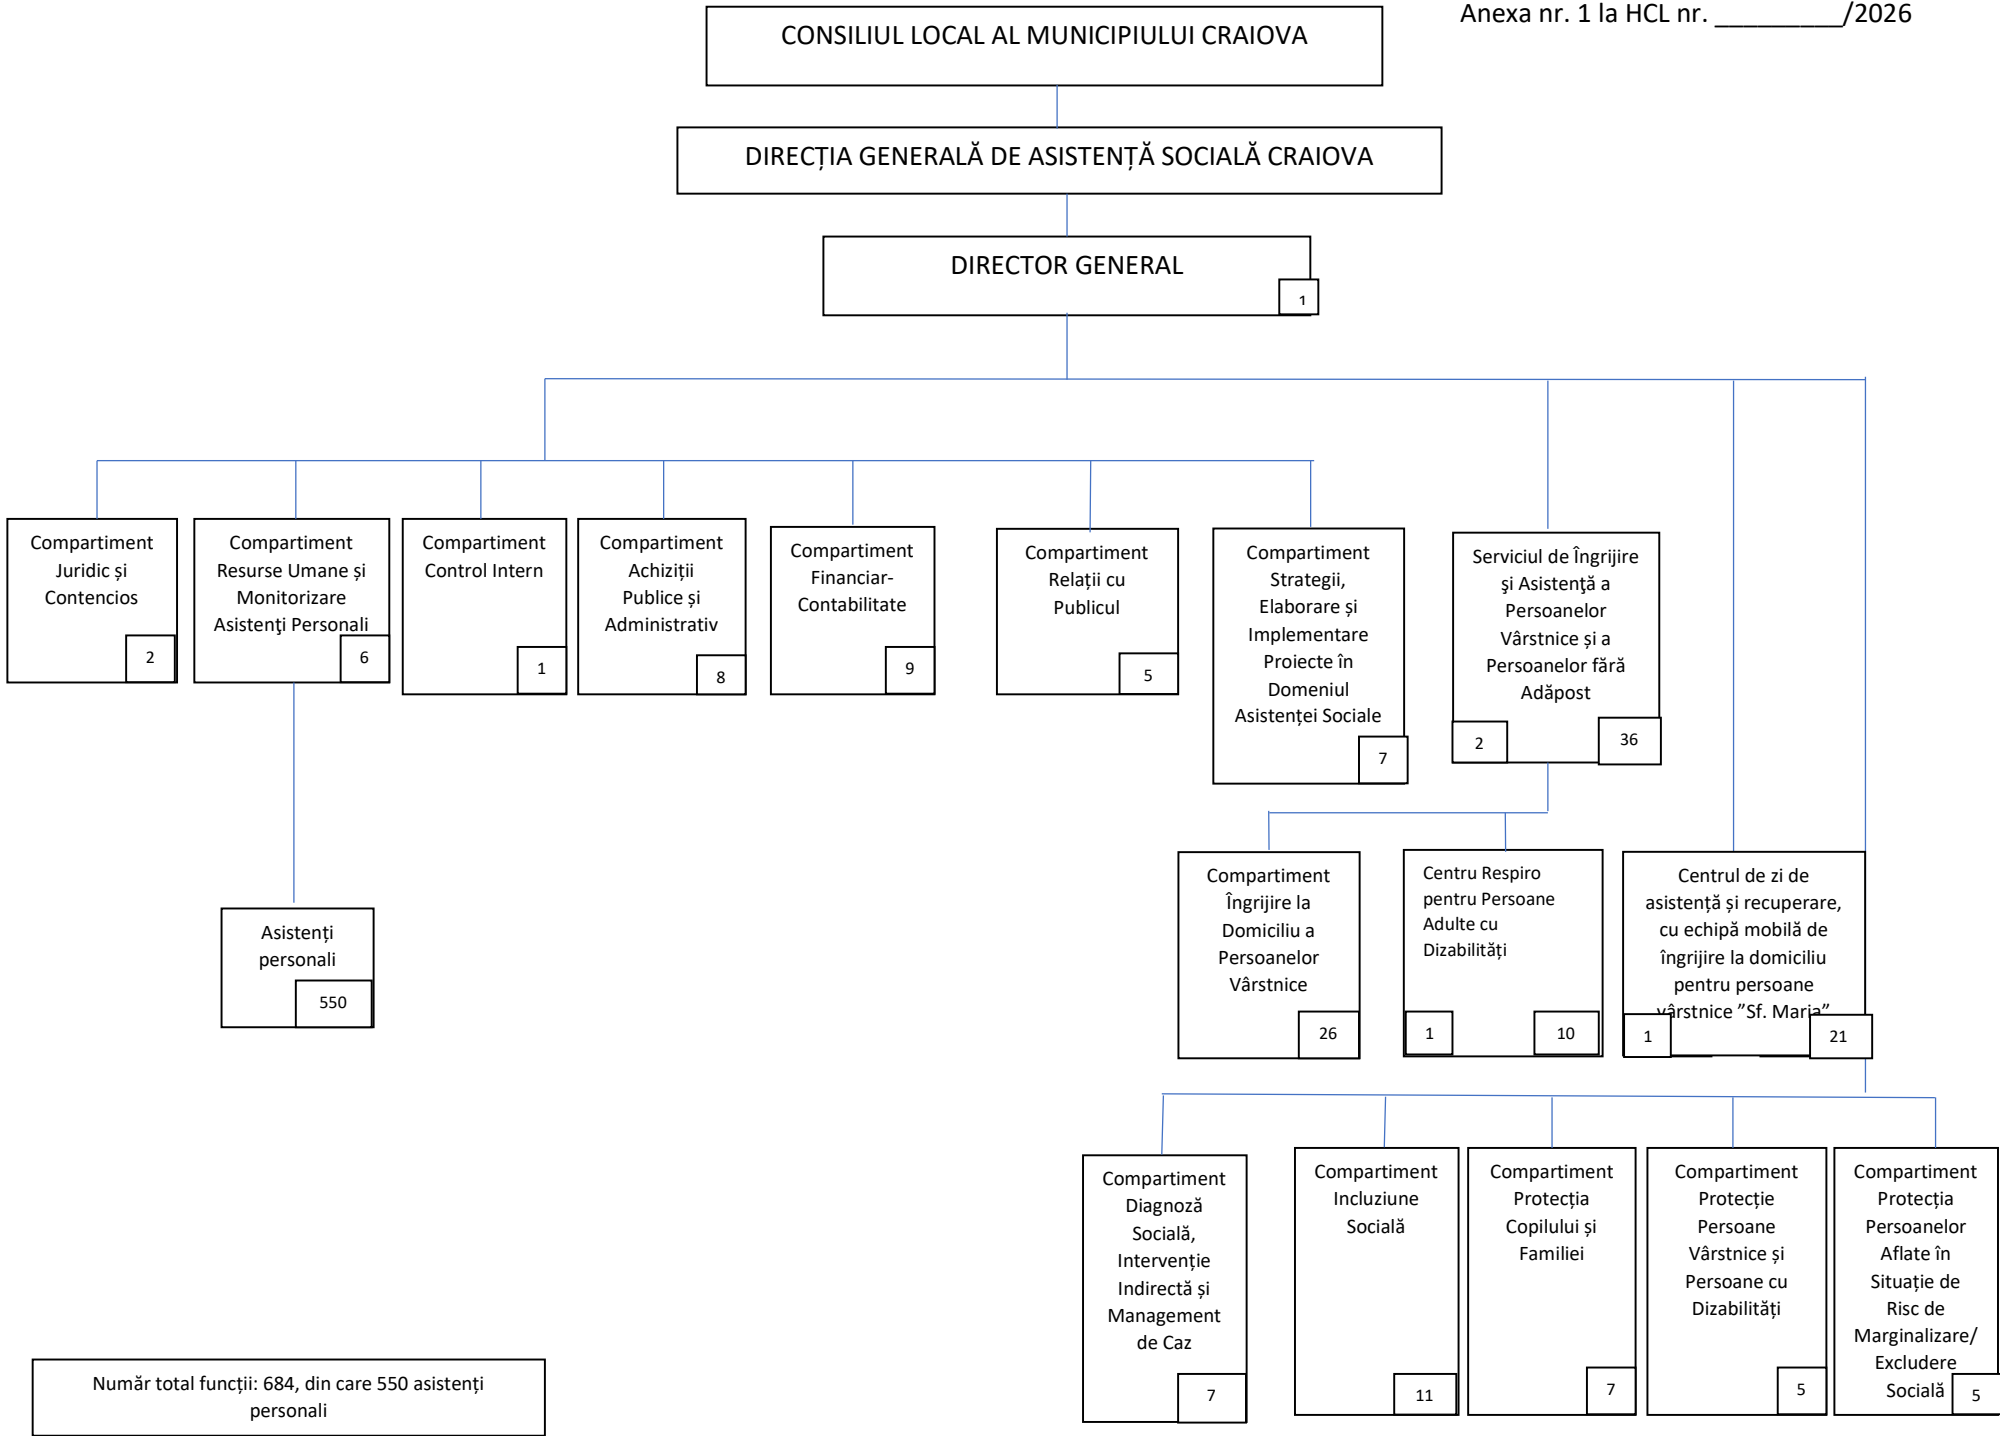 Anexa nr. 1 la HCL nr. _________/2026
CONSILIUL LOCAL AL MUNICIPIULUI CRAIOVA
DIRECȚIA GENERALĂ DE ASISTENȚĂ SOCIALĂ CRAIOVA
DIRECTOR GENERAL
1
Compartiment
Juridic și
Contencios
2
Compartiment
Resurse Umane și
Monitorizare
Asistenţi Personali
6
Compartiment
Control Intern
1
Compartiment
Achiziții
Publice și
Administrativ
8
Compartiment
Financiar-
Contabilitate
9
Compartiment
Relații cu
Publicul
5
Compartiment
Strategii,
Elaborare și
Implementare
Proiecte în
Domeniul
Asistenței Sociale
7
Serviciul de Îngrijire
şi Asistenţă a
Persoanelor
Vârstnice și a
Persoanelor fără
Adăpost
2
36
Asistenți
personali
550
Compartiment
Îngrijire la
Domiciliu a
Persoanelor
Vârstnice
26
Centru Respiro
pentru Persoane
Adulte cu
Dizabilități
1
10
Centrul de zi de
asistență și recuperare,
cu echipă mobilă de
îngrijire la domiciliu
pentru persoane
vârstnice ”Sf. Maria”
1
21
Compartiment
Diagnoză
Socială,
Intervenție
Indirectă și
Management
de Caz
7
Compartiment
Incluziune
Socială
11
Compartiment
Protecția
Copilului și
Familiei
7
Compartiment
Protecție
Persoane
Vârstnice și
Persoane cu
Dizabilități
5
Compartiment
Protecția
Persoanelor
Aflate în
Situație de
Risc de
Marginalizare/
Excludere
Socială
5
Număr total funcții: 684, din care 550 asistenți
personali